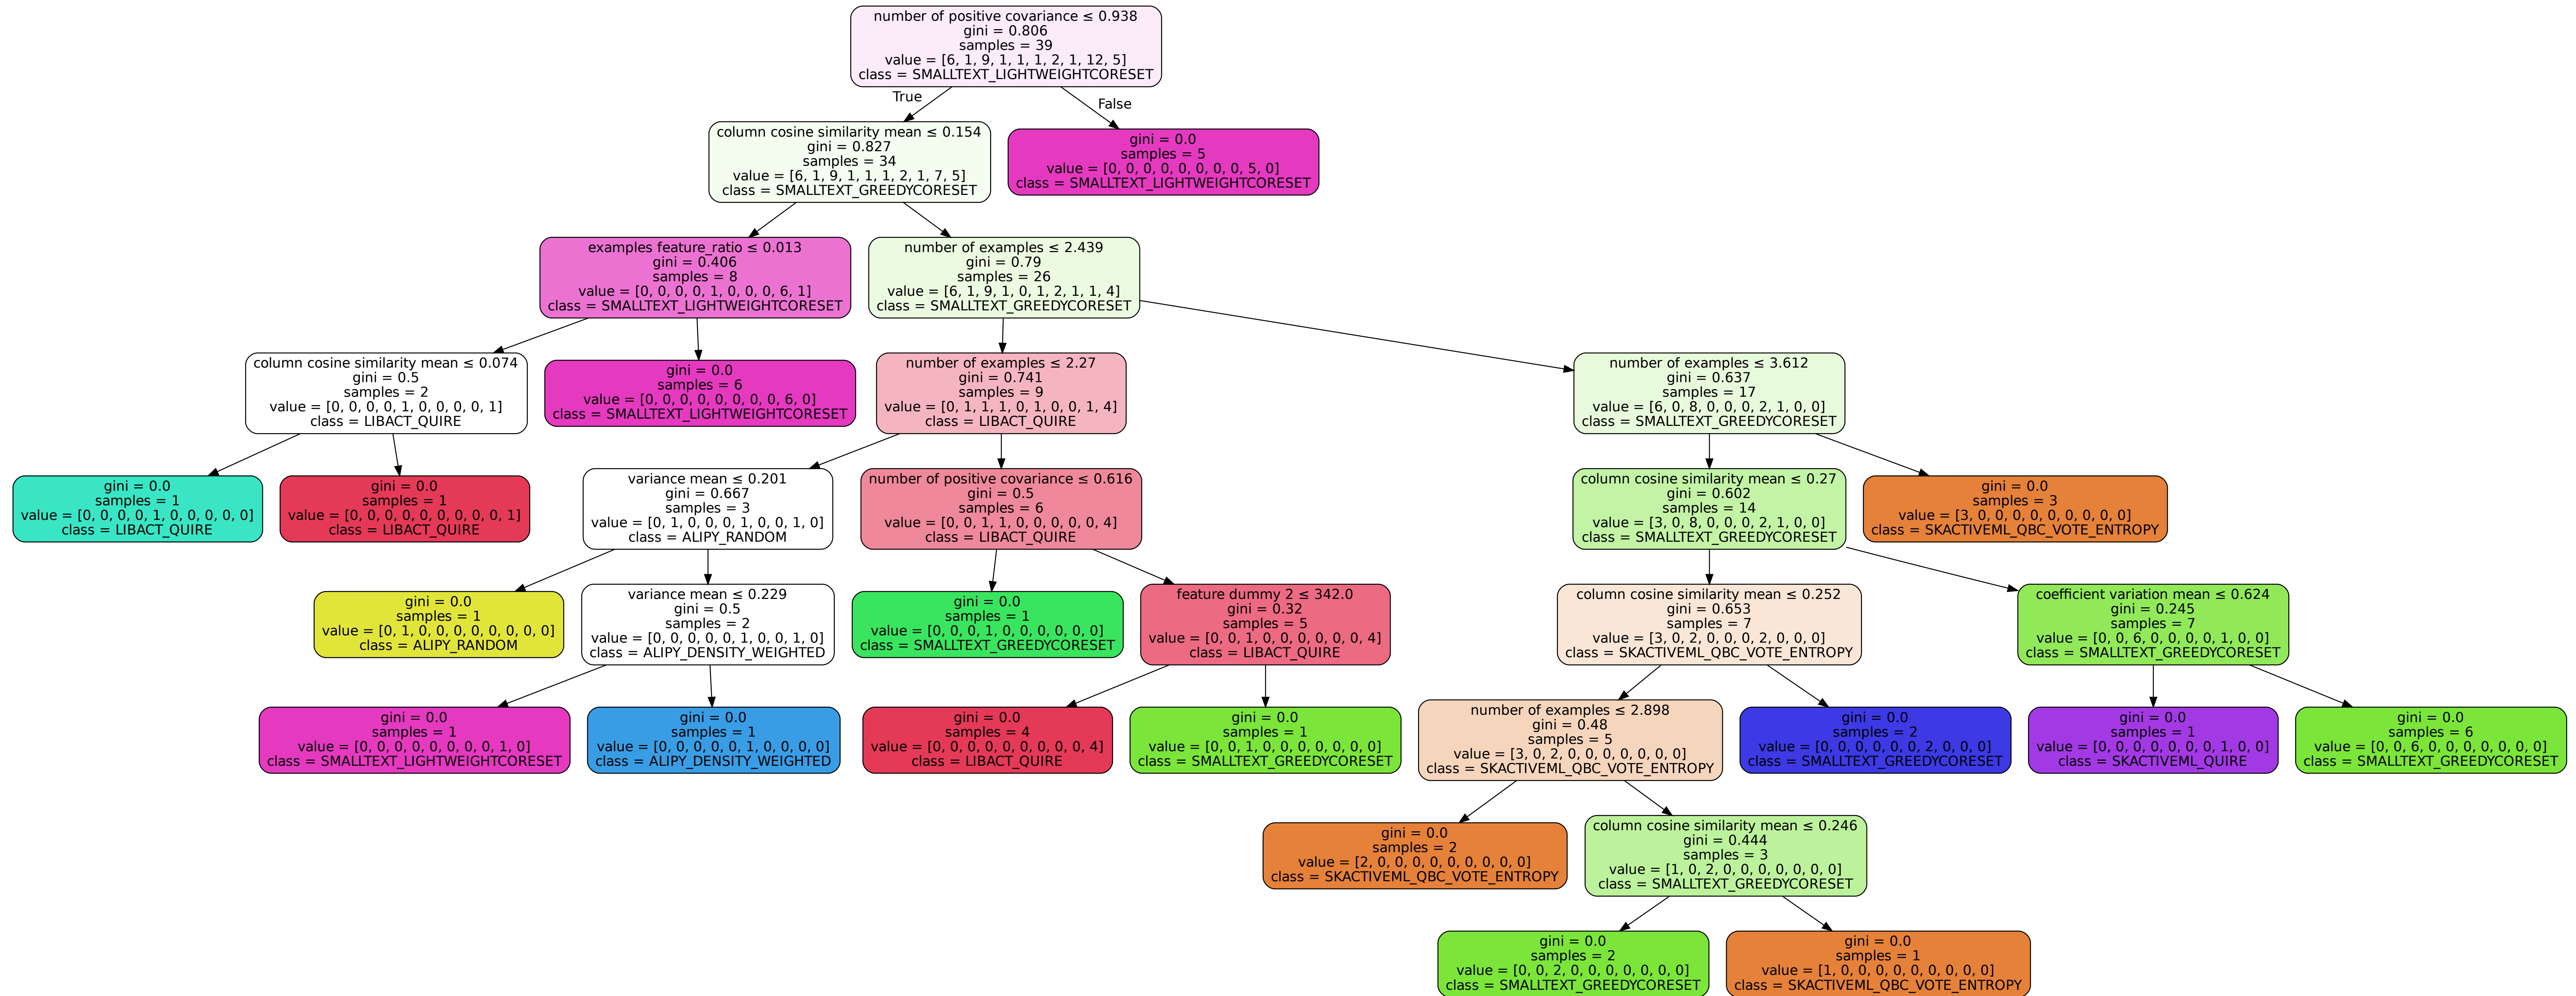 number of positive covariance ≤ 0.938
gini = 0.806
samples = 39
value = [6, 1, 9, 1, 1, 1, 2, 1, 12, 5]
class = SMALLTEXT_LIGHTWEIGHTCORESET
True
False
column cosine similarity mean ≤ 0.154
gini = 0.827
samples = 34
value = [6, 1, 9, 1, 1, 1, 2, 1, 7, 5]
class = SMALLTEXT_GREEDYCORESET
gini = 0.0
samples = 5
value = [0, 0, 0, 0, 0, 0, 0, 0, 5, 0]
class = SMALLTEXT_LIGHTWEIGHTCORESET
examples feature_ratio ≤ 0.013
gini = 0.406
samples = 8
value = [0, 0, 0, 0, 1, 0, 0, 0, 6, 1]
class = SMALLTEXT_LIGHTWEIGHTCORESET
number of examples ≤ 2.439
gini = 0.79
samples = 26
value = [6, 1, 9, 1, 0, 1, 2, 1, 1, 4]
class = SMALLTEXT_GREEDYCORESET
column cosine similarity mean ≤ 0.074
gini = 0.5
samples = 2
value = [0, 0, 0, 0, 1, 0, 0, 0, 0, 1]
class = LIBACT_QUIRE
gini = 0.0
samples = 6
value = [0, 0, 0, 0, 0, 0, 0, 0, 6, 0]
class = SMALLTEXT_LIGHTWEIGHTCORESET
number of examples ≤ 2.27
gini = 0.741
samples = 9
value = [0, 1, 1, 1, 0, 1, 0, 0, 1, 4]
class = LIBACT_QUIRE
number of examples ≤ 3.612
gini = 0.637
samples = 17
value = [6, 0, 8, 0, 0, 0, 2, 1, 0, 0]
class = SMALLTEXT_GREEDYCORESET
gini = 0.0
samples = 1
value = [0, 0, 0, 0, 1, 0, 0, 0, 0, 0]
class = LIBACT_QUIRE
gini = 0.0
samples = 1
value = [0, 0, 0, 0, 0, 0, 0, 0, 0, 1]
class = LIBACT_QUIRE
variance mean ≤ 0.201
gini = 0.667
samples = 3
value = [0, 1, 0, 0, 0, 1, 0, 0, 1, 0]
class = ALIPY_RANDOM
number of positive covariance ≤ 0.616
gini = 0.5
samples = 6
value = [0, 0, 1, 1, 0, 0, 0, 0, 0, 4]
class = LIBACT_QUIRE
column cosine similarity mean ≤ 0.27
gini = 0.602
samples = 14
value = [3, 0, 8, 0, 0, 0, 2, 1, 0, 0]
class = SMALLTEXT_GREEDYCORESET
gini = 0.0
samples = 3
value = [3, 0, 0, 0, 0, 0, 0, 0, 0, 0]
class = SKACTIVEML_QBC_VOTE_ENTROPY
gini = 0.0
samples = 1
value = [0, 1, 0, 0, 0, 0, 0, 0, 0, 0]
class = ALIPY_RANDOM
variance mean ≤ 0.229
gini = 0.5
samples = 2
value = [0, 0, 0, 0, 0, 1, 0, 0, 1, 0]
class = ALIPY_DENSITY_WEIGHTED
gini = 0.0
samples = 1
value = [0, 0, 0, 1, 0, 0, 0, 0, 0, 0]
class = SMALLTEXT_GREEDYCORESET
feature dummy 2 ≤ 342.0
gini = 0.32
samples = 5
value = [0, 0, 1, 0, 0, 0, 0, 0, 0, 4]
class = LIBACT_QUIRE
column cosine similarity mean ≤ 0.252
gini = 0.653
samples = 7
value = [3, 0, 2, 0, 0, 0, 2, 0, 0, 0]
class = SKACTIVEML_QBC_VOTE_ENTROPY
coefficient variation mean ≤ 0.624
gini = 0.245
samples = 7
value = [0, 0, 6, 0, 0, 0, 0, 1, 0, 0]
class = SMALLTEXT_GREEDYCORESET
gini = 0.0
samples = 1
value = [0, 0, 0, 0, 0, 0, 0, 0, 1, 0]
class = SMALLTEXT_LIGHTWEIGHTCORESET
gini = 0.0
samples = 1
value = [0, 0, 0, 0, 0, 1, 0, 0, 0, 0]
class = ALIPY_DENSITY_WEIGHTED
gini = 0.0
samples = 4
value = [0, 0, 0, 0, 0, 0, 0, 0, 0, 4]
class = LIBACT_QUIRE
gini = 0.0
samples = 1
value = [0, 0, 1, 0, 0, 0, 0, 0, 0, 0]
class = SMALLTEXT_GREEDYCORESET
number of examples ≤ 2.898
gini = 0.48
samples = 5
value = [3, 0, 2, 0, 0, 0, 0, 0, 0, 0]
class = SKACTIVEML_QBC_VOTE_ENTROPY
gini = 0.0
samples = 2
value = [0, 0, 0, 0, 0, 0, 2, 0, 0, 0]
class = SMALLTEXT_GREEDYCORESET
gini = 0.0
samples = 1
value = [0, 0, 0, 0, 0, 0, 0, 1, 0, 0]
class = SKACTIVEML_QUIRE
gini = 0.0
samples = 6
value = [0, 0, 6, 0, 0, 0, 0, 0, 0, 0]
class = SMALLTEXT_GREEDYCORESET
gini = 0.0
samples = 2
value = [2, 0, 0, 0, 0, 0, 0, 0, 0, 0]
class = SKACTIVEML_QBC_VOTE_ENTROPY
column cosine similarity mean ≤ 0.246
gini = 0.444
samples = 3
value = [1, 0, 2, 0, 0, 0, 0, 0, 0, 0]
class = SMALLTEXT_GREEDYCORESET
gini = 0.0
samples = 2
value = [0, 0, 2, 0, 0, 0, 0, 0, 0, 0]
class = SMALLTEXT_GREEDYCORESET
gini = 0.0
samples = 1
value = [1, 0, 0, 0, 0, 0, 0, 0, 0, 0]
class = SKACTIVEML_QBC_VOTE_ENTROPY